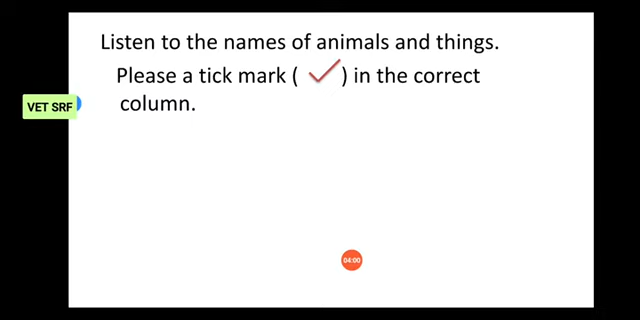 Listen to the names of animals and things.
Please a tick mark ( ✓ ) in the correct
VET SRF
column.
04:00